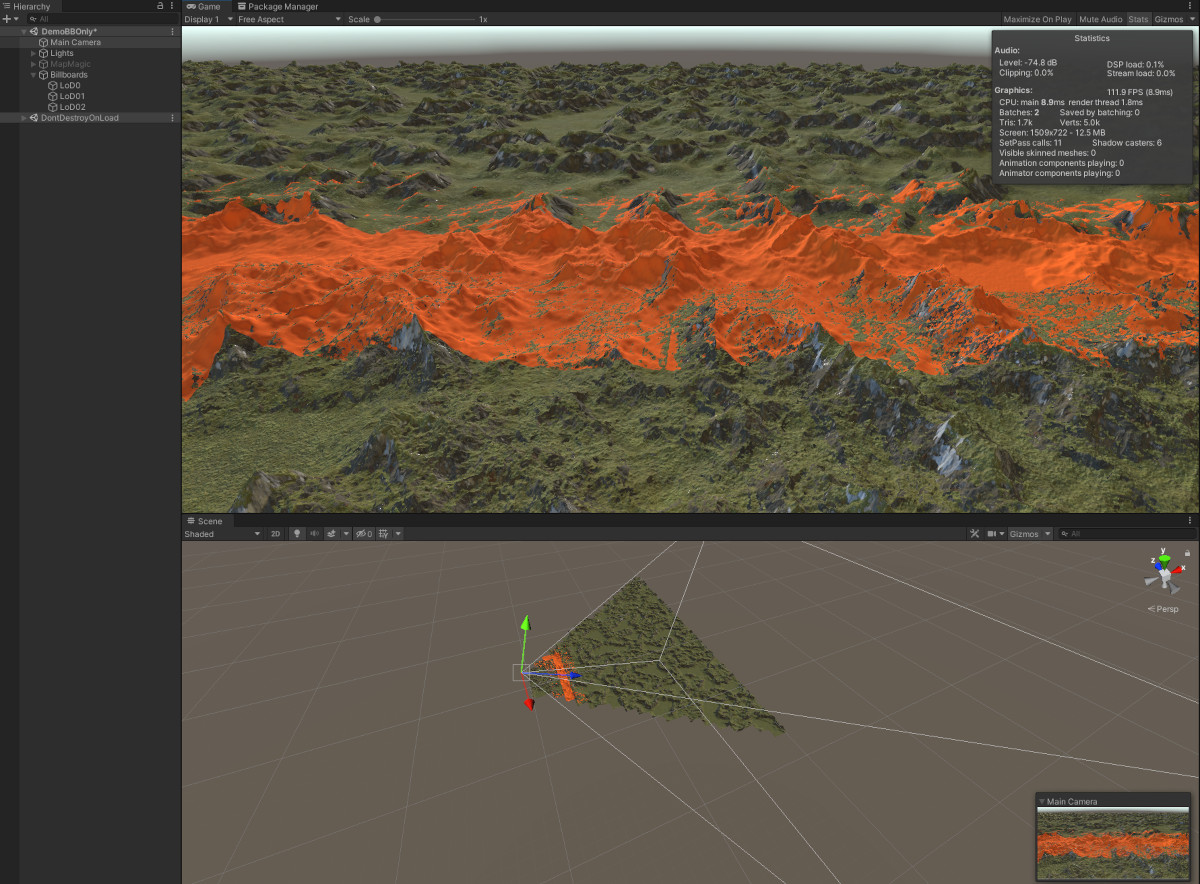 Hierarchy
All
DemoBBOnly*
Main Camera
Lights
MapMagic
Billboards
LoD0
LoD01
LoD02
DontDestroyOnLoad
Game Package Manager
Display 1 Free Aspect Scale 1x Maximize On Play Mute Audio Stats Gizmos
Statistics
Audio:
Level: -74.8 dB DSP load: 0.1%
Clipping: 0.0% Stream load: 0.0%
Graphics: 111.9 FPS (8.9ms)
CPU: main 8.9ms render thread 1.8ms
Batches: 2 Saved by batching: 0
Tris: 1.7k Verts: 5.0k
Screen: 1509x722 - 12.5 MB
SetPass calls: 11 Shadow casters: 6
Visible skinned meshes: 0
Animation components playing: 0
Animator components playing: 0
Scene
Shaded 2D 0 Gizmos All
y
z x
Persp
Main Camera